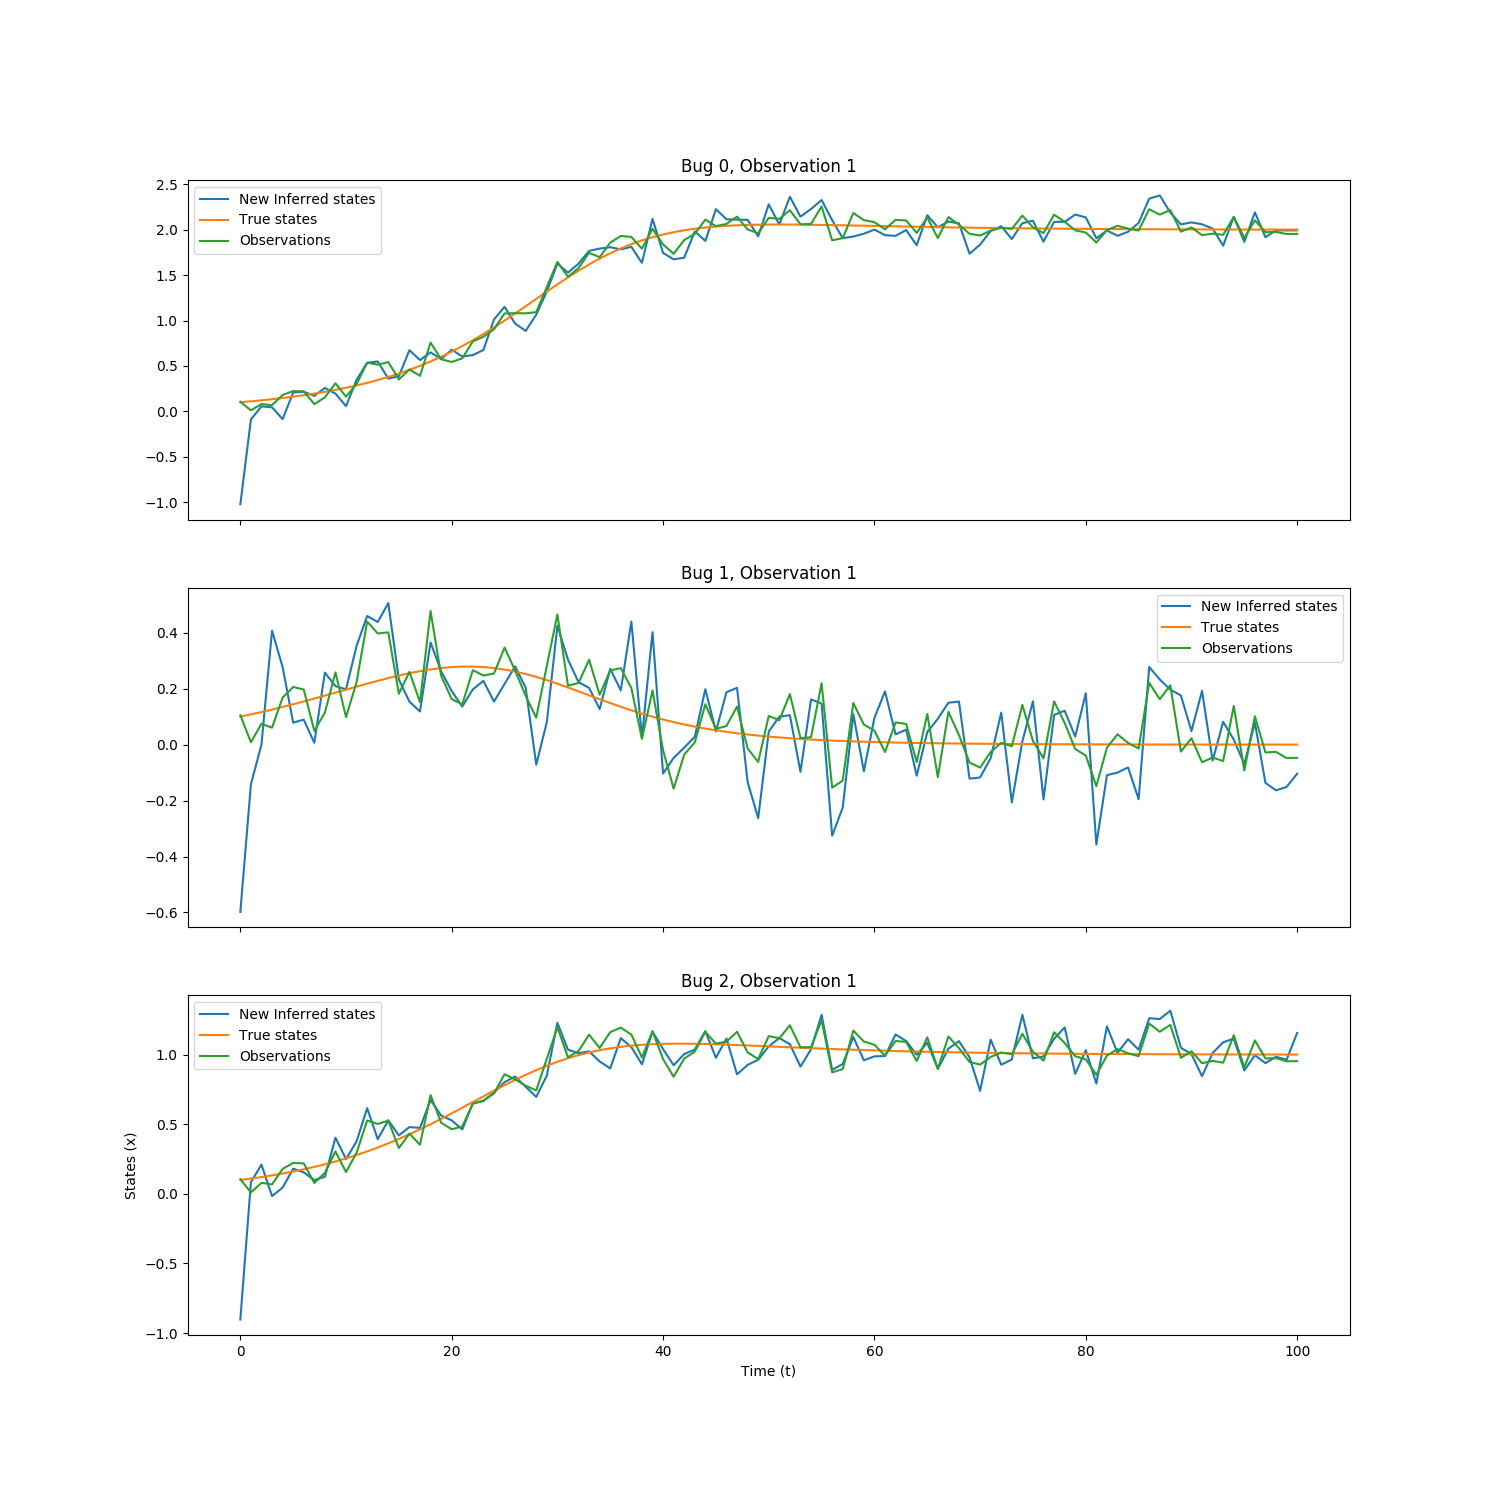 Bug 0, Observation 1
2.5
2.0
1.5
1.0
0.5
0.0
−0.5
−1.0
New Inferred states
True states
Observations
Bug 1, Observation 1
0.4
0.2
0.0
−0.2
−0.4
−0.6
New Inferred states
True states
Observations
Bug 2, Observation 1
1.0
0.5
0.0
−0.5
−1.0
New Inferred states
True states
Observations
States (x)
0 20 40 60 80 100
Time (t)